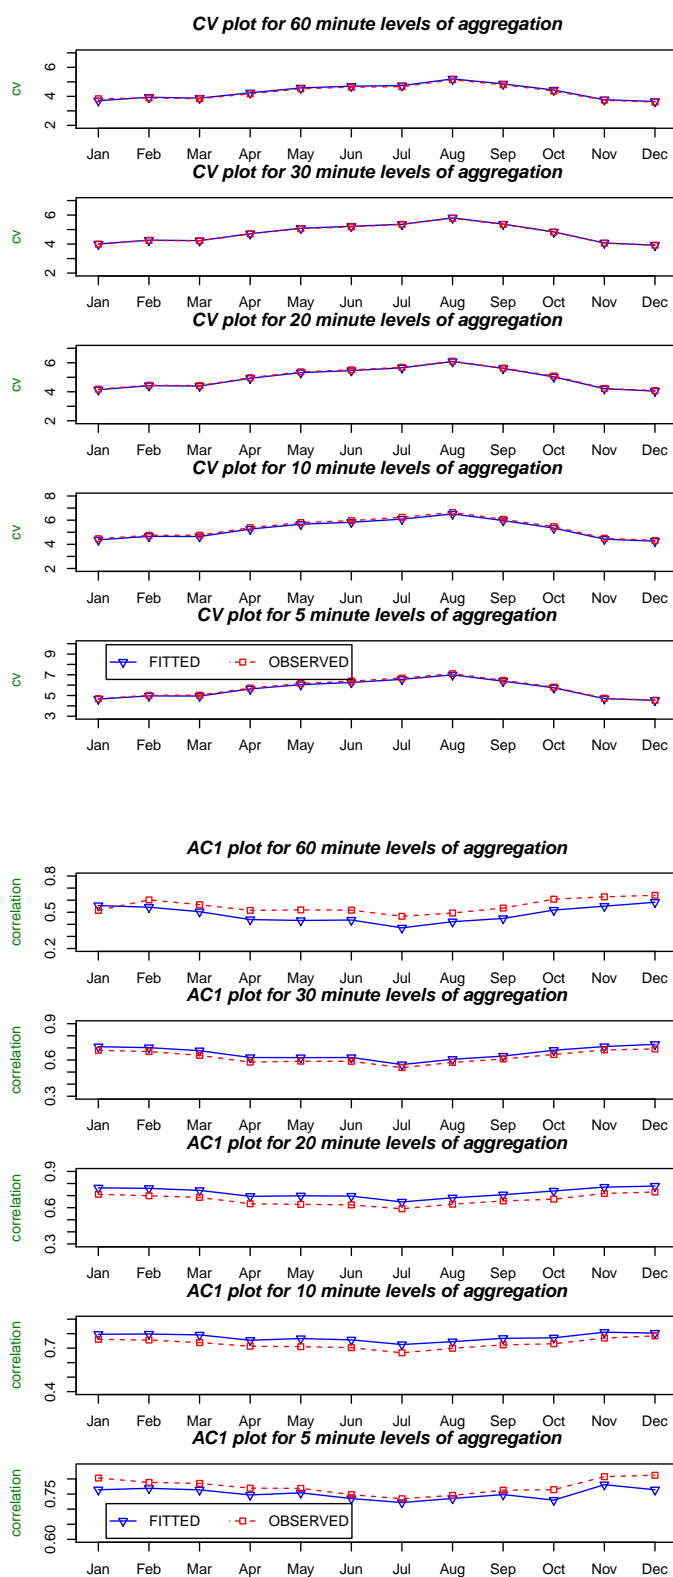 CV plot for 60 minute levels of aggregation
cv
6
4
2
Jan Feb Mar Apr May Jun Jul Aug Sep Oct Nov Dec
CV plot for 30 minute levels of aggregation
cv
6
4
2
Jan Feb Mar Apr May Jun Jul Aug Sep Oct Nov Dec
CV plot for 20 minute levels of aggregation
cv
6
4
2
Jan Feb Mar Apr May Jun Jul Aug Sep Oct Nov Dec
CV plot for 10 minute levels of aggregation
cv
8
6
4
2
Jan Feb Mar Apr May Jun Jul Aug Sep Oct Nov Dec
CV plot for 5 minute levels of aggregation
cv
9
7
5
3
FITTED OBSERVED
Jan Feb Mar Apr May Jun Jul Aug Sep Oct Nov Dec
AC1 plot for 60 minute levels of aggregation
correlation
0.8
0.5
0.2
Jan Feb Mar Apr May Jun Jul Aug Sep Oct Nov Dec
AC1 plot for 30 minute levels of aggregation
correlation
0.9
0.6
0.3
Jan Feb Mar Apr May Jun Jul Aug Sep Oct Nov Dec
AC1 plot for 20 minute levels of aggregation
correlation
0.9
0.6
0.3
Jan Feb Mar Apr May Jun Jul Aug Sep Oct Nov Dec
AC1 plot for 10 minute levels of aggregation
correlation
0.7
0.4
Jan Feb Mar Apr May Jun Jul Aug Sep Oct Nov Dec
AC1 plot for 5 minute levels of aggregation
correlation
0.75
0.60
FITTED OBSERVED
Jan Feb Mar Apr May Jun Jul Aug Sep Oct Nov Dec